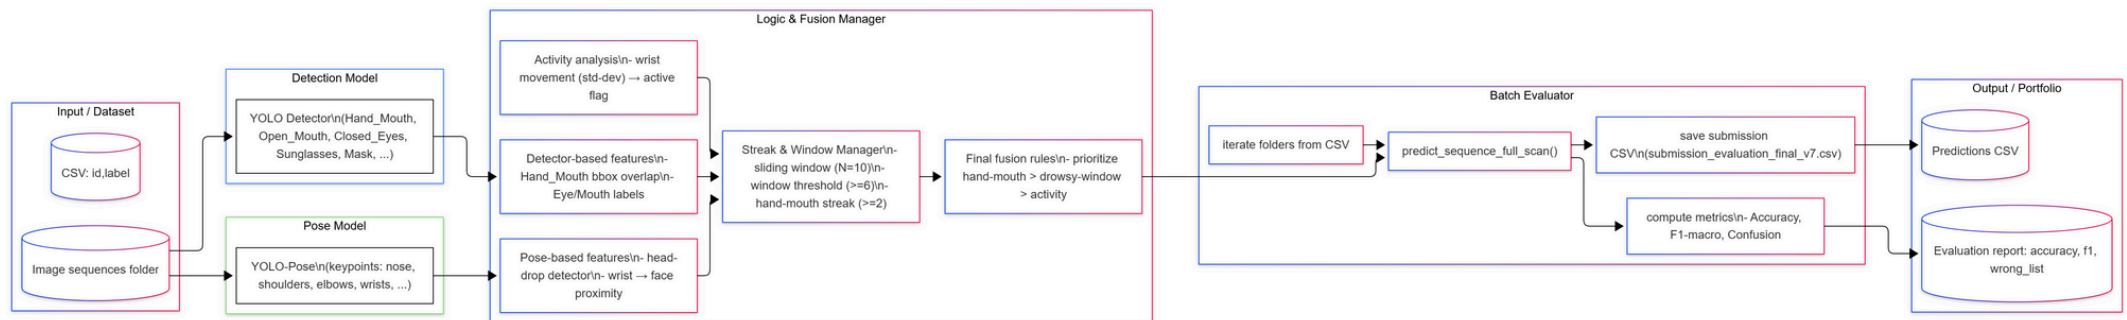 Input / Dataset
CSV: id,label
Image sequences folder
Detection Model
YOLO Detector\n(Hand_Mouth,
Open_Mouth, Closed_Eyes,
Sunglasses, Mask, ...)
Pose Model
YOLO-Pose\n(keypoints: nose,
shoulders, elbows, wrists, ...)
Logic & Fusion Manager
Activity analysis\n- wrist
movement (std-dev) → active
flag
Detector-based features\n-
Hand_Mouth bbox overlap\n-
Eye/Mouth labels
Pose-based features\n- head-
drop detector\n- wrist → face
proximity
Streak & Window Manager\n-
sliding window (N=10)\n-
window threshold (>=6)\n-
hand-mouth streak (>=2)
Final fusion rules\n- prioritize
hand-mouth > drowsy-window
> activity
Batch Evaluator
iterate folders from CSV
predict_sequence_full_scan()
save submission
CSV\n(submission_evaluation_final_v7.csv)
compute metrics\n- Accuracy,
F1-macro, Confusion
Output / Portfolio
Predictions CSV
Evaluation report: accuracy, f1,
wrong_list